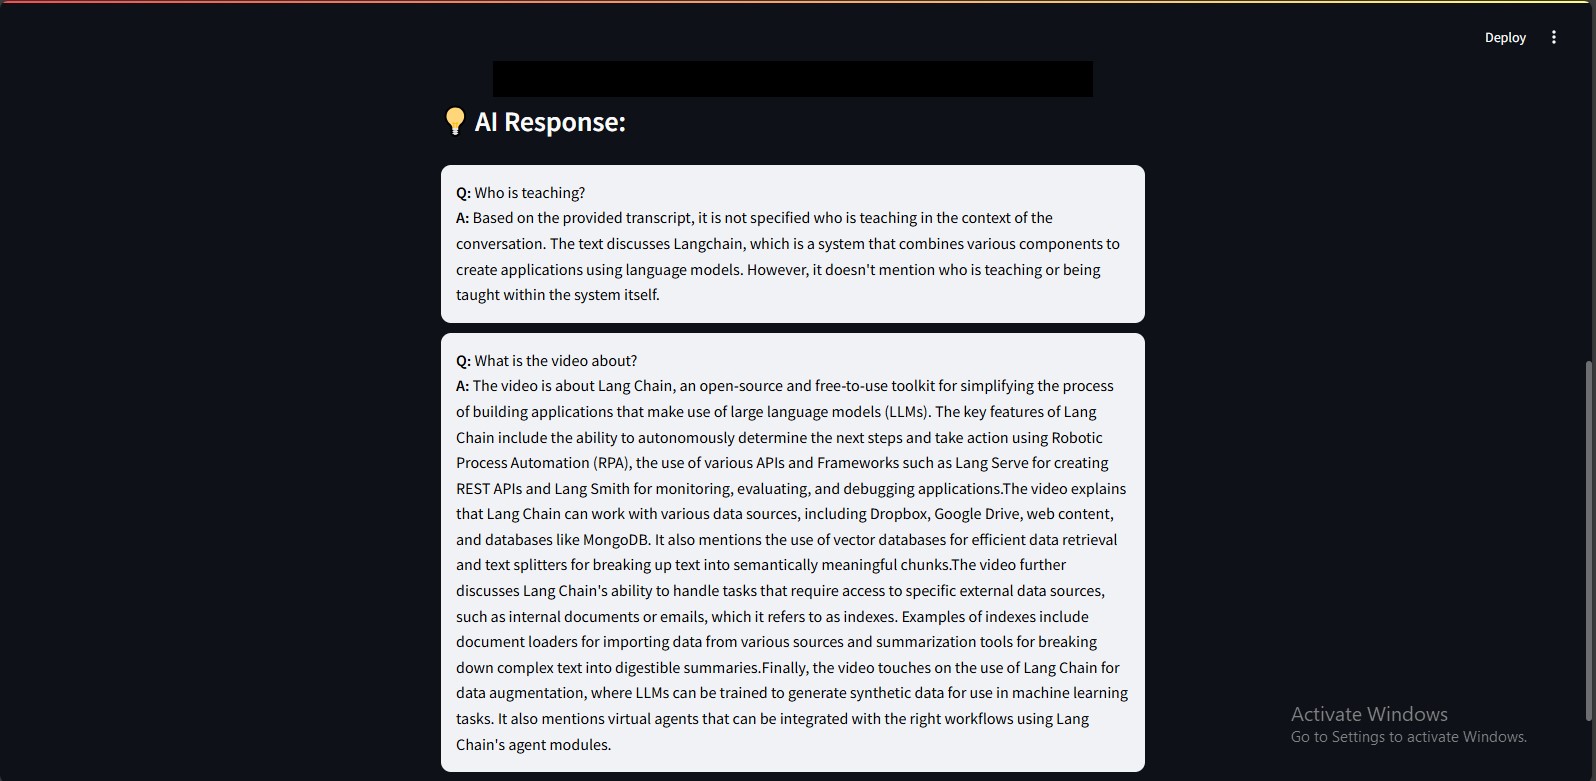 Deploy
AI Response:
Q: Who is teaching?
A: Based on the provided transcript, it is not specified who is teaching in the context of the
conversation. The text discusses Langchain, which is a system that combines various components to
create applications using language models. However, it doesn't mention who is teaching or being
taught within the system itself.
Q: What is the video about?
A: The video is about Lang Chain, an open-source and free-to-use toolkit for simplifying the process
of building applications that make use of large language models (LLMs). The key features of Lang
Chain include the ability to autonomously determine the next steps and take action using Robotic
Process Automation (RPA), the use of various APIs and Frameworks such as Lang Serve for creating
REST APIs and Lang Smith for monitoring, evaluating, and debugging applications.The video explains
that Lang Chain can work with various data sources, including Dropbox, Google Drive, web content,
and databases like MongoDB. It also mentions the use of vector databases for efficient data retrieval
and text splitters for breaking up text into semantically meaningful chunks.The video further
discusses Lang Chain's ability to handle tasks that require access to specific external data sources,
such as internal documents or emails, which it refers to as indexes. Examples of indexes include
document loaders for importing data from various sources and summarization tools for breaking
down complex text into digestible summaries.Finally, the video touches on the use of Lang Chain for
data augmentation, where LLMs can be trained to generate synthetic data for use in machine learning
tasks. It also mentions virtual agents that can be integrated with the right workflows using Lang
Chain's agent modules.
Activate Windows
Go to Settings to activate Windows.